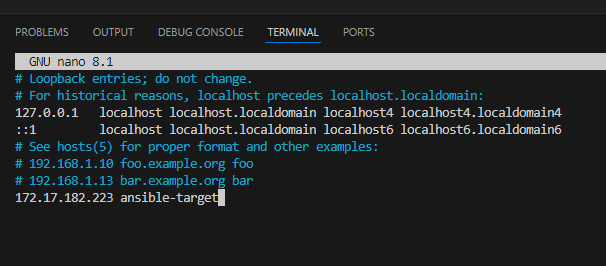 PROBLEMS OUTPUT DEBUG CONSOLE TERMINAL PORTS
GNU nano 8.1
# Loopback entries; do not change.
# For historical reasons, localhost precedes localhost.localdomain:
127.0.0.1   localhost localhost.localdomain localhost4 localhost4.localdomain4
::1         localhost localhost.localdomain localhost6 localhost6.localdomain6
# See hosts(5) for proper format and other examples:
# 192.168.1.10 foo.example.org foo
# 192.168.1.13 bar.example.org bar
172.17.182.223 ansible-target